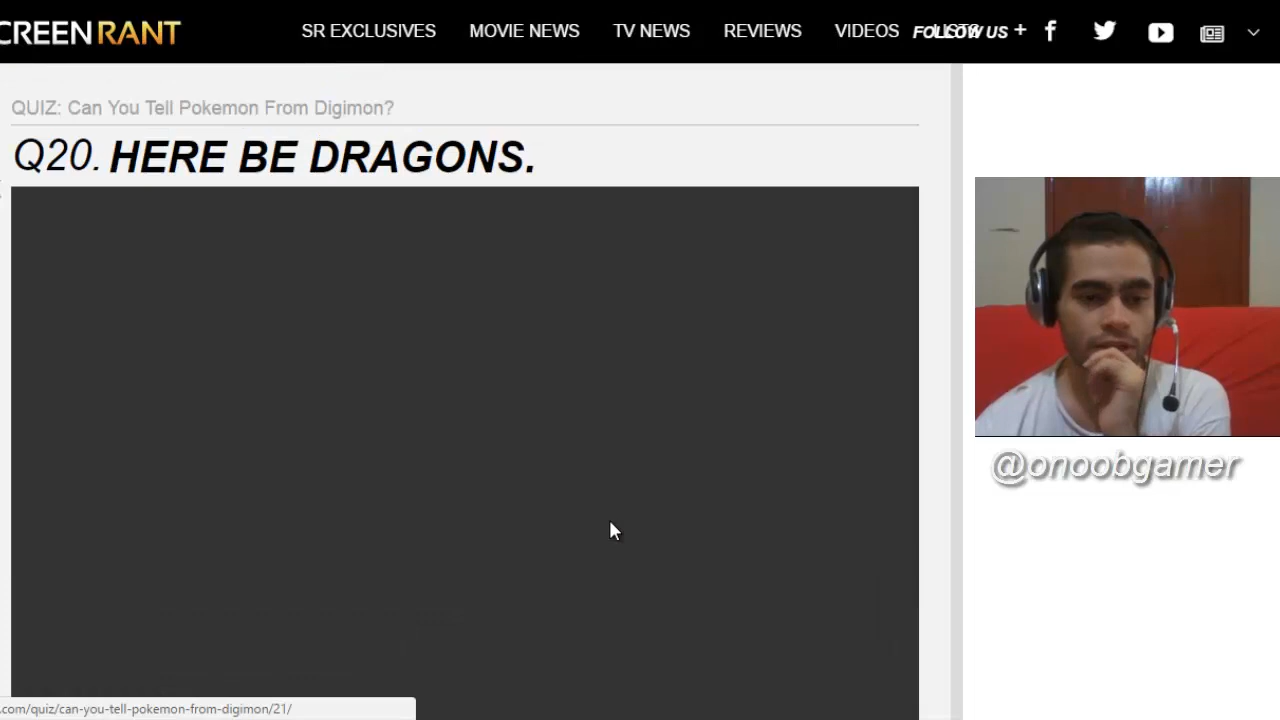 CREEN RANT
SR EXCLUSIVES MOVIE NEWS TV NEWS REVIEWS VIDEOS LISTS FOLLOW US +
QUIZ: Can You Tell Pokemon From Digimon?
Q20. HERE BE DRAGONS.
@onoobgamer
.com/quiz/can-you-tell-pokemon-from-digimon/21/